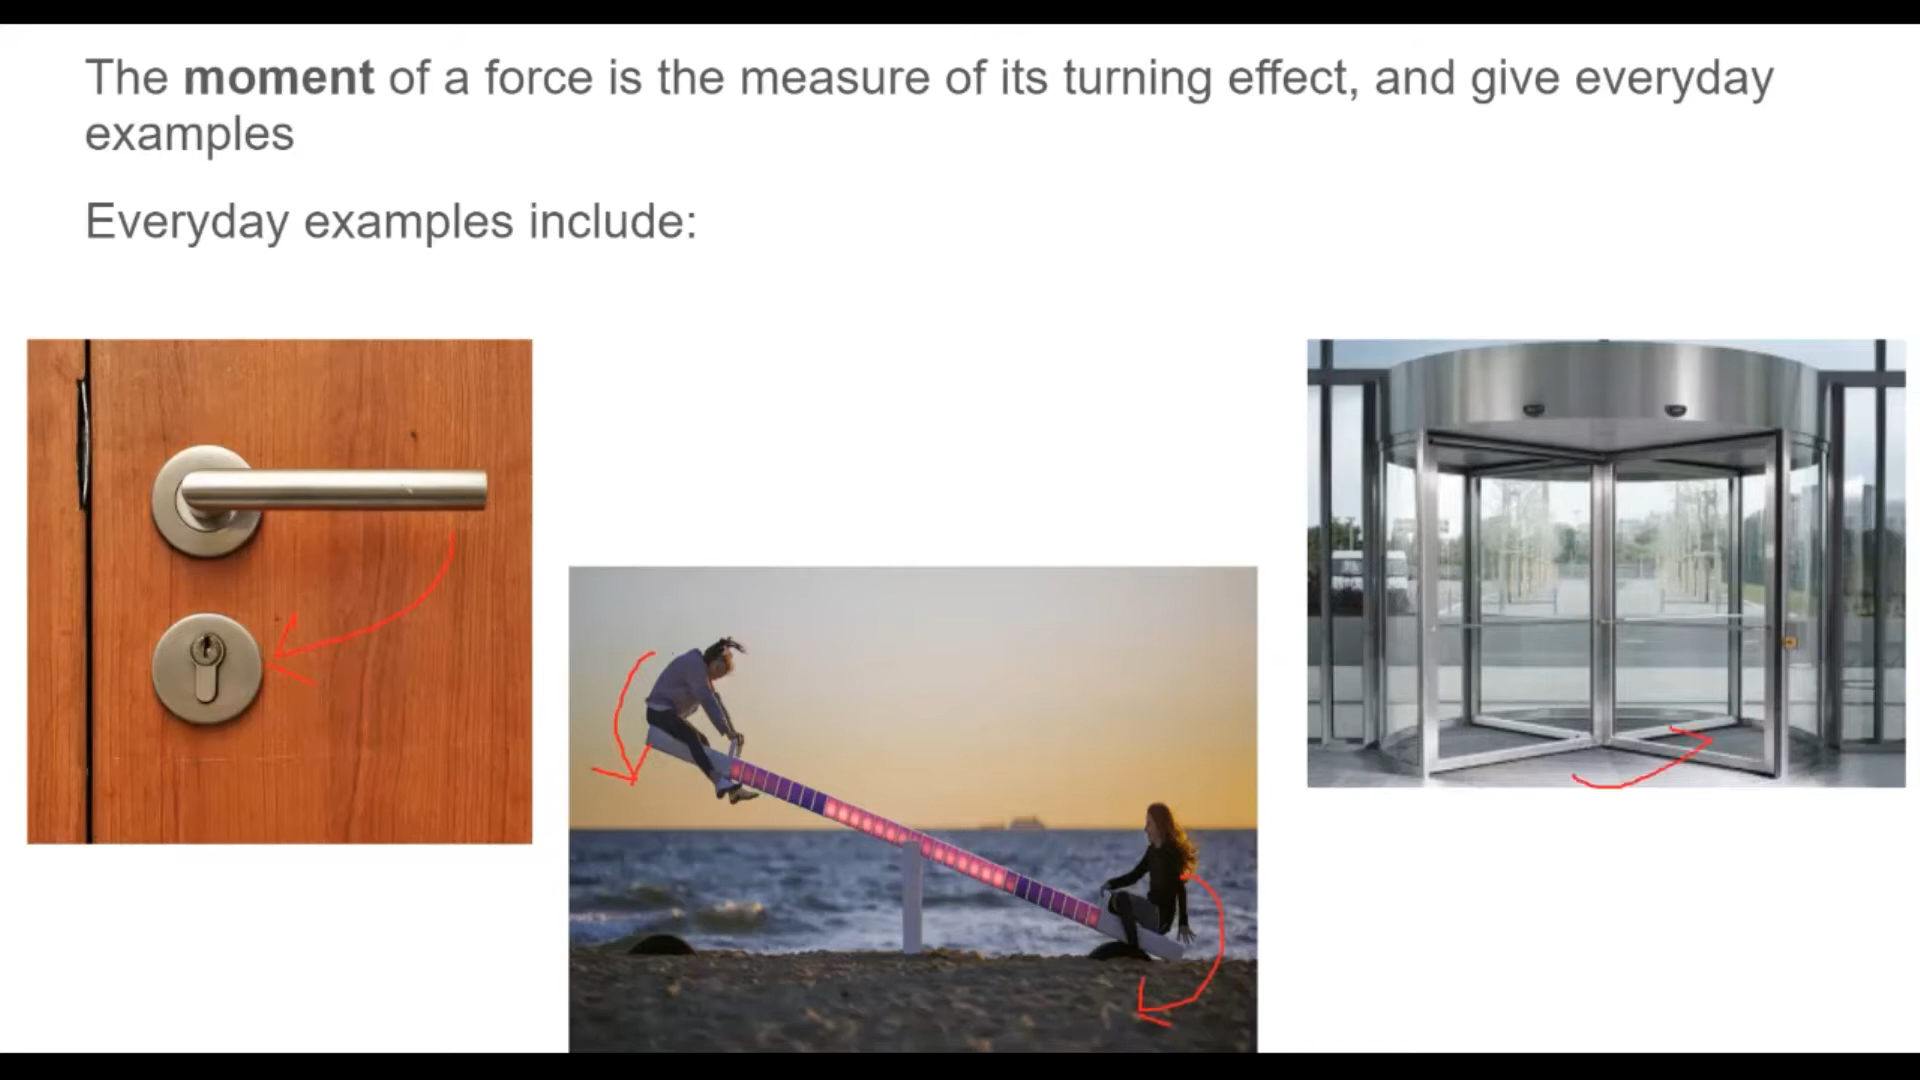 The moment of a force is the measure of its turning effect, and give everyday
examples
Everyday examples include: